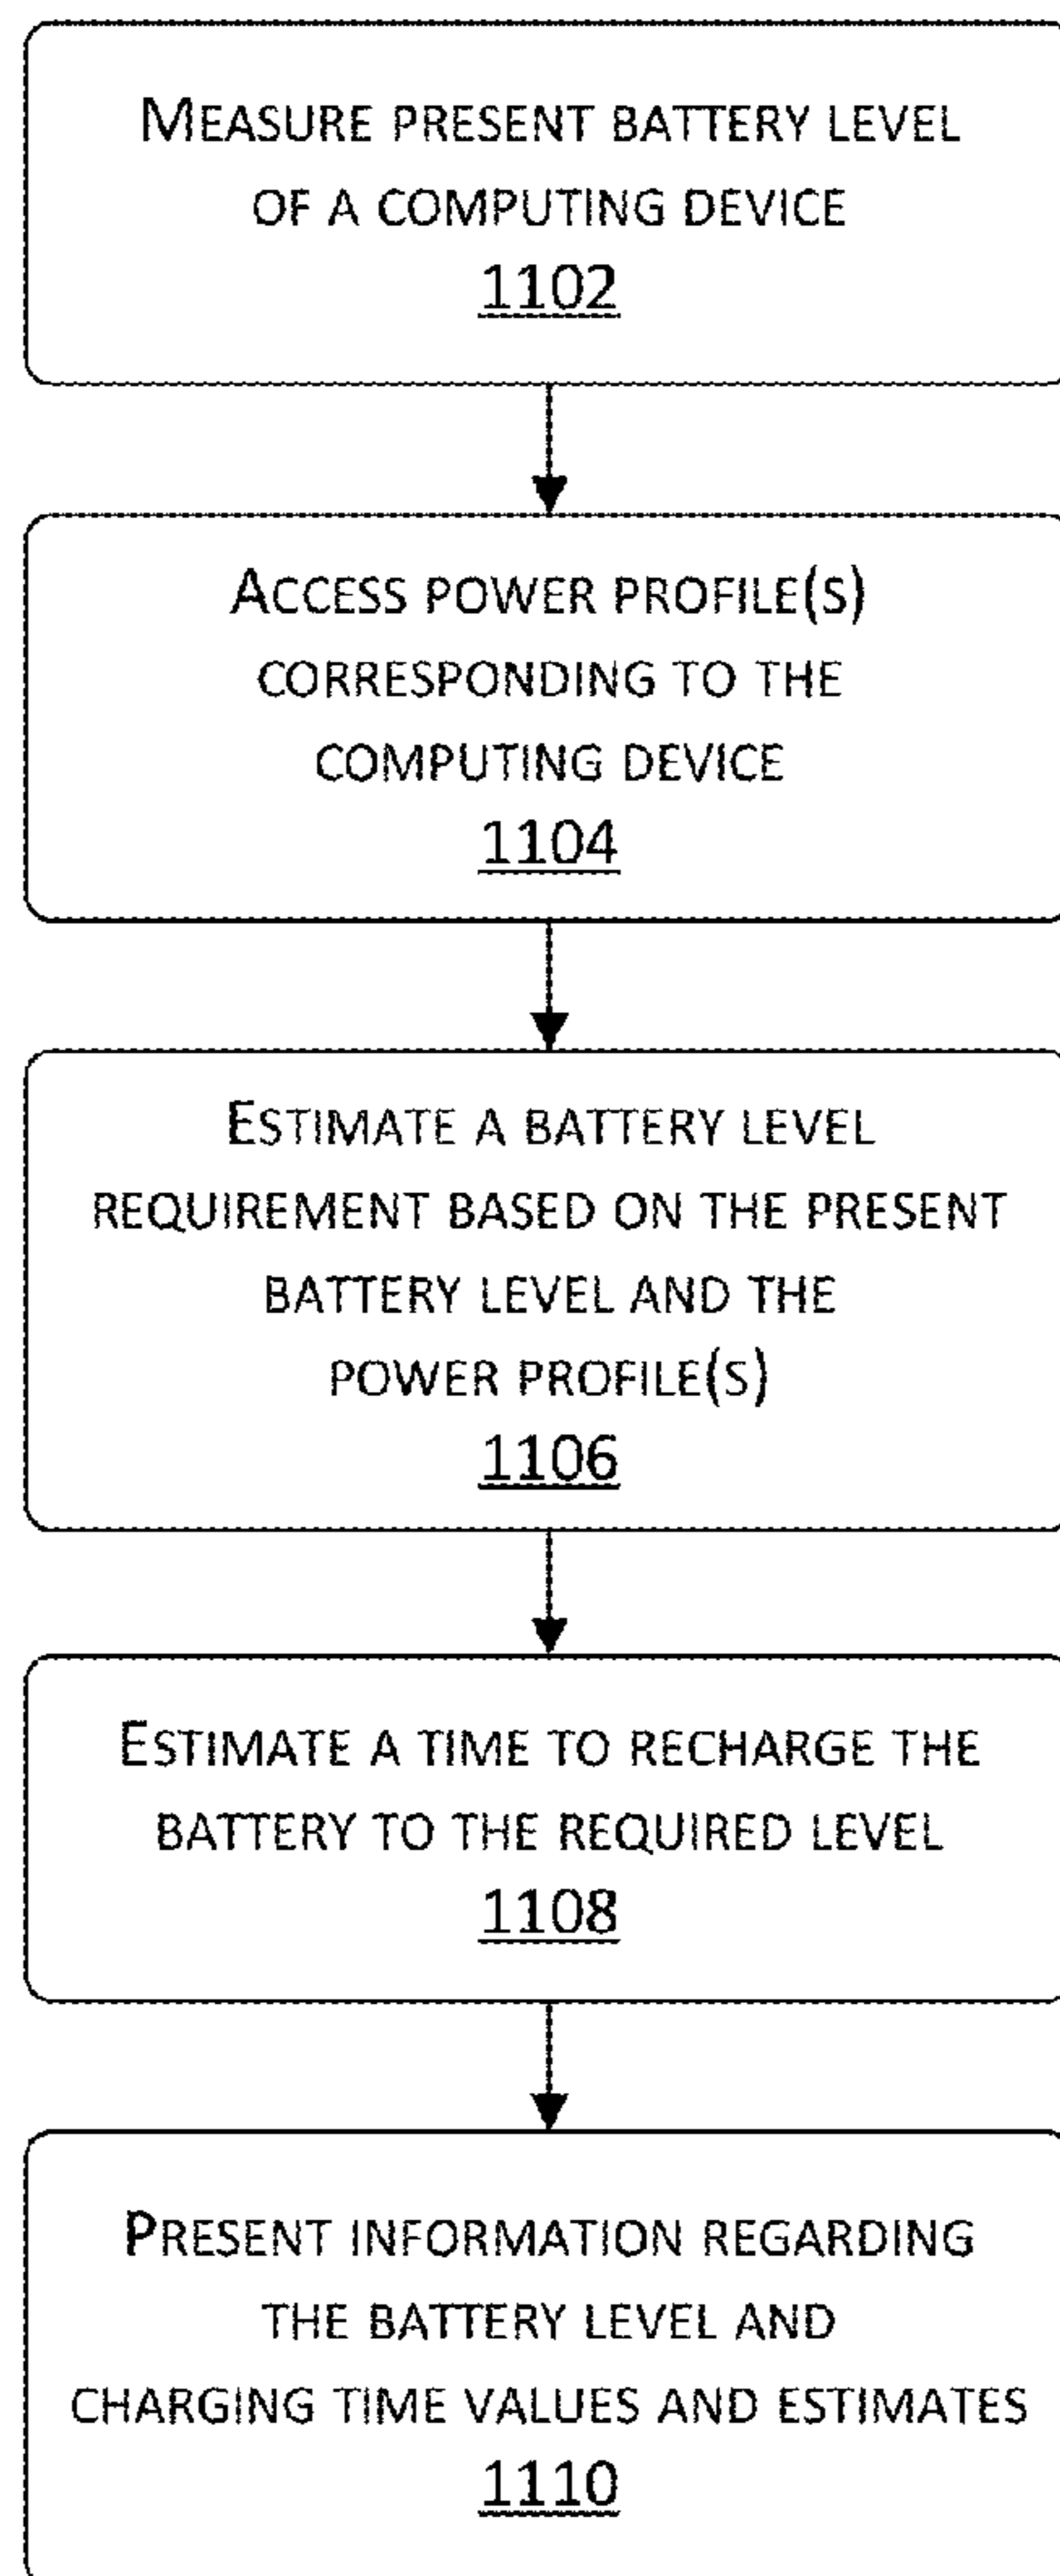 MEASURE PRESENT BATTERY LEVEL
OF A COMPUTING DEVICE
1102
ACCESS POWER PROFILE(S)
CORRESPONDING TO THE
COMPUTING DEVICE
1104
ESTIMATE A BATTERY LEVEL
REQUIREMENT BASED ON THE PRESENT
BATTERY LEVEL AND THE
POWER PROFILE(S)
1106
ESTIMATE A TIME TO RECHARGE THE
BATTERY TO THE REQUIRED LEVEL
1108
PRESENT INFORMATION REGARDING
THE BATTERY LEVEL AND
CHARGING TIME VALUES AND ESTIMATES
1110